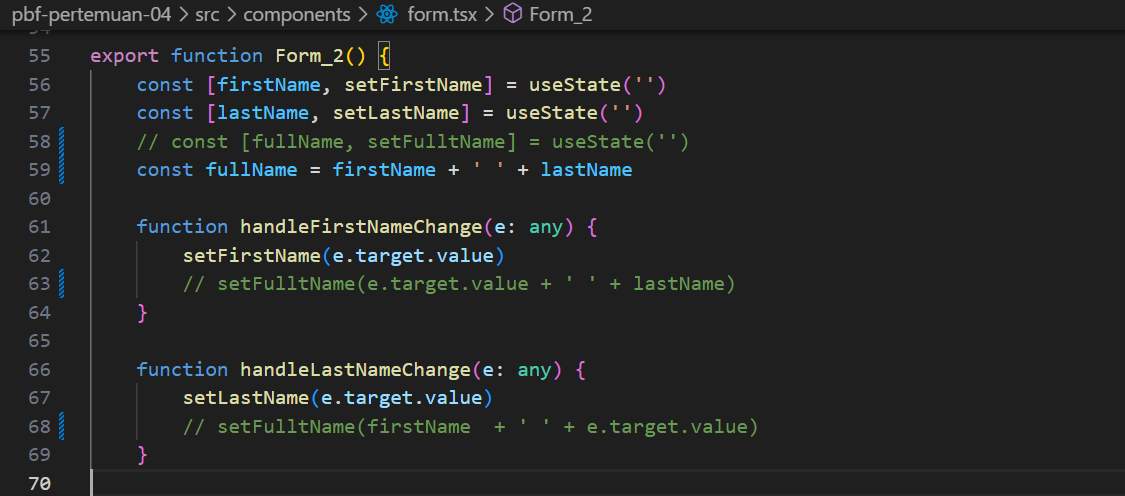 pbf-pertemuan-04 > src > components > form.tsx > Form_2
55 export function Form_2() {
56 const [firstName, setFirstName] = useState('')
57 const [lastName, setLastName] = useState('')
58 // const [fullName, setFulltName] = useState('')
59 const fullName = firstName + ' ' + lastName
60
61 function handleFirstNameChange(e: any) {
62 setFirstName(e.target.value)
63 // setFulltName(e.target.value + ' ' + lastName)
64 }
65
66 function handleLastNameChange(e: any) {
67 setLastName(e.target.value)
68 // setFulltName(firstName  + ' ' + e.target.value)
69 }
70